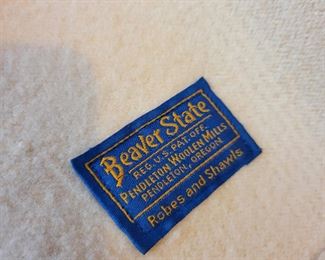 Beaver State
REG. U.S. PAT. OFF.
PENDLETON WOOLEN MILLS
PENDLETON, OREGON
Robes and Shawls